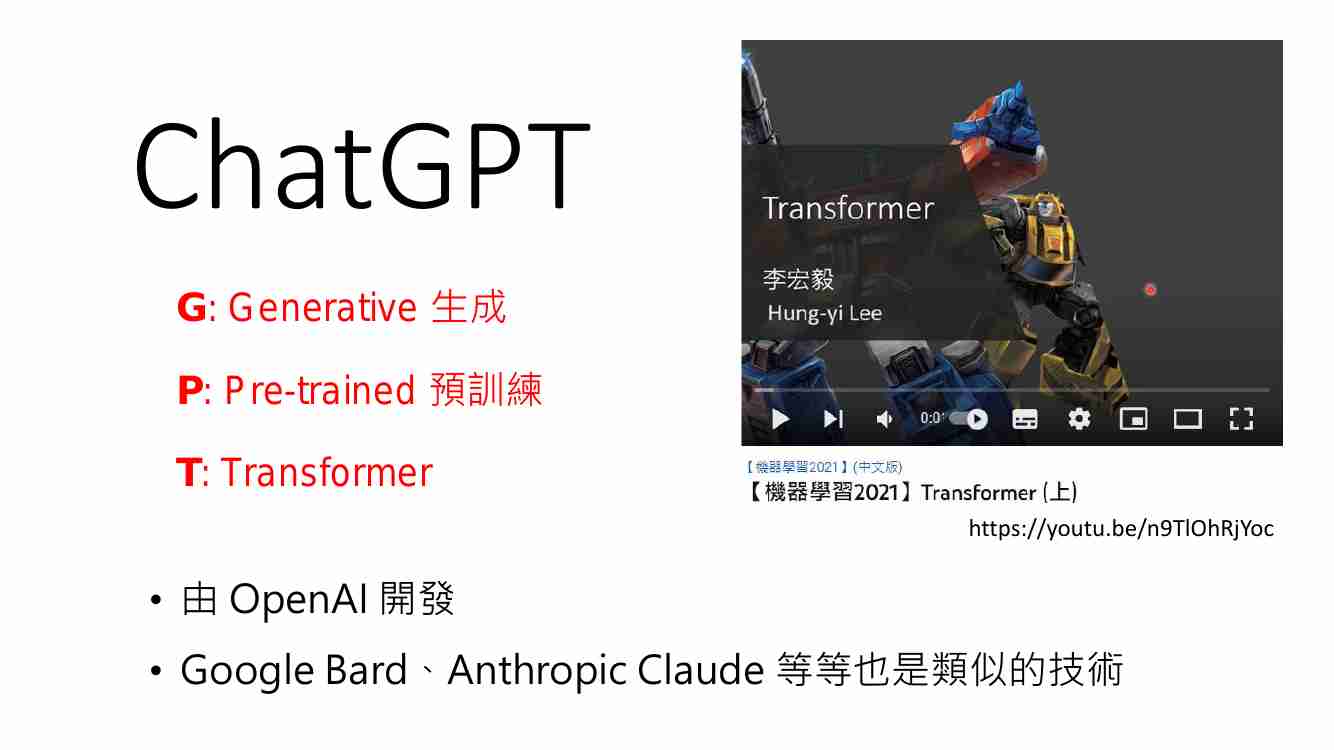 ChatGPT
G: Generative 生成
P: Pre-trained 預訓練
T: Transformer
Transformer
李宏毅
Hung-yi Lee
0:01
【機器學習2021】(中文版)
【機器學習2021】Transformer (上)
https://youtu.be/n9TlOhRjYoc
• 由 OpenAI 開發
• Google Bard、Anthropic Claude 等等也是類似的技術